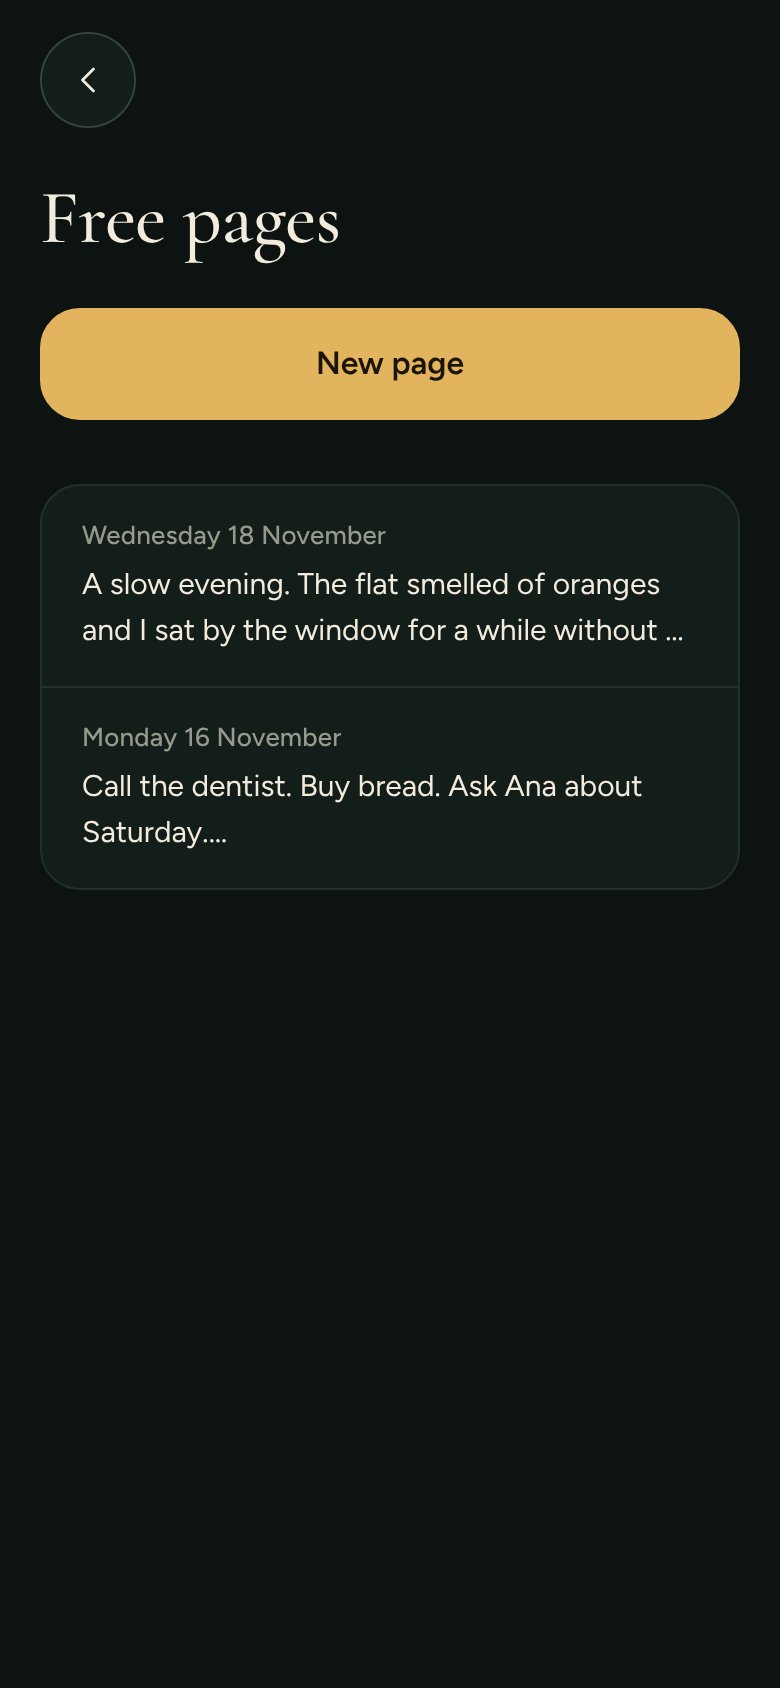 Free pages
New page
Wednesday 18 November
A slow evening. The flat smelled of oranges
and I sat by the window for a while without ...
Monday 16 November
Call the dentist. Buy bread. Ask Ana about
Saturday....